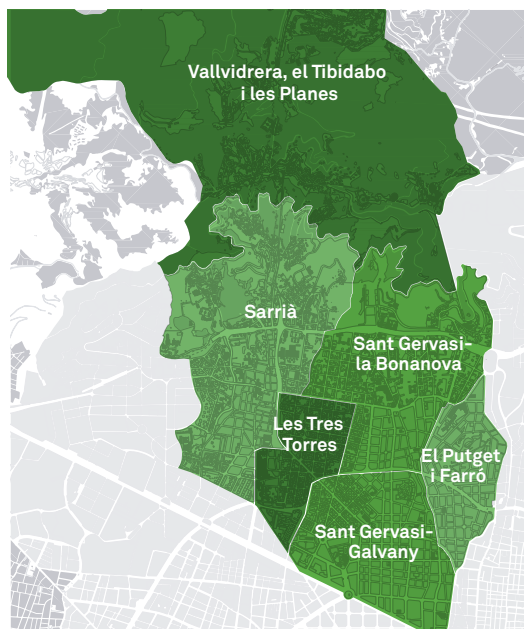 Vallvidrera, el Tibidabo
i les Planes
Sarrià
Sant Gervasi-
la Bonanova
Les Tres
Torres
El Putget
i Farró
Sant Gervasi-
Galvany